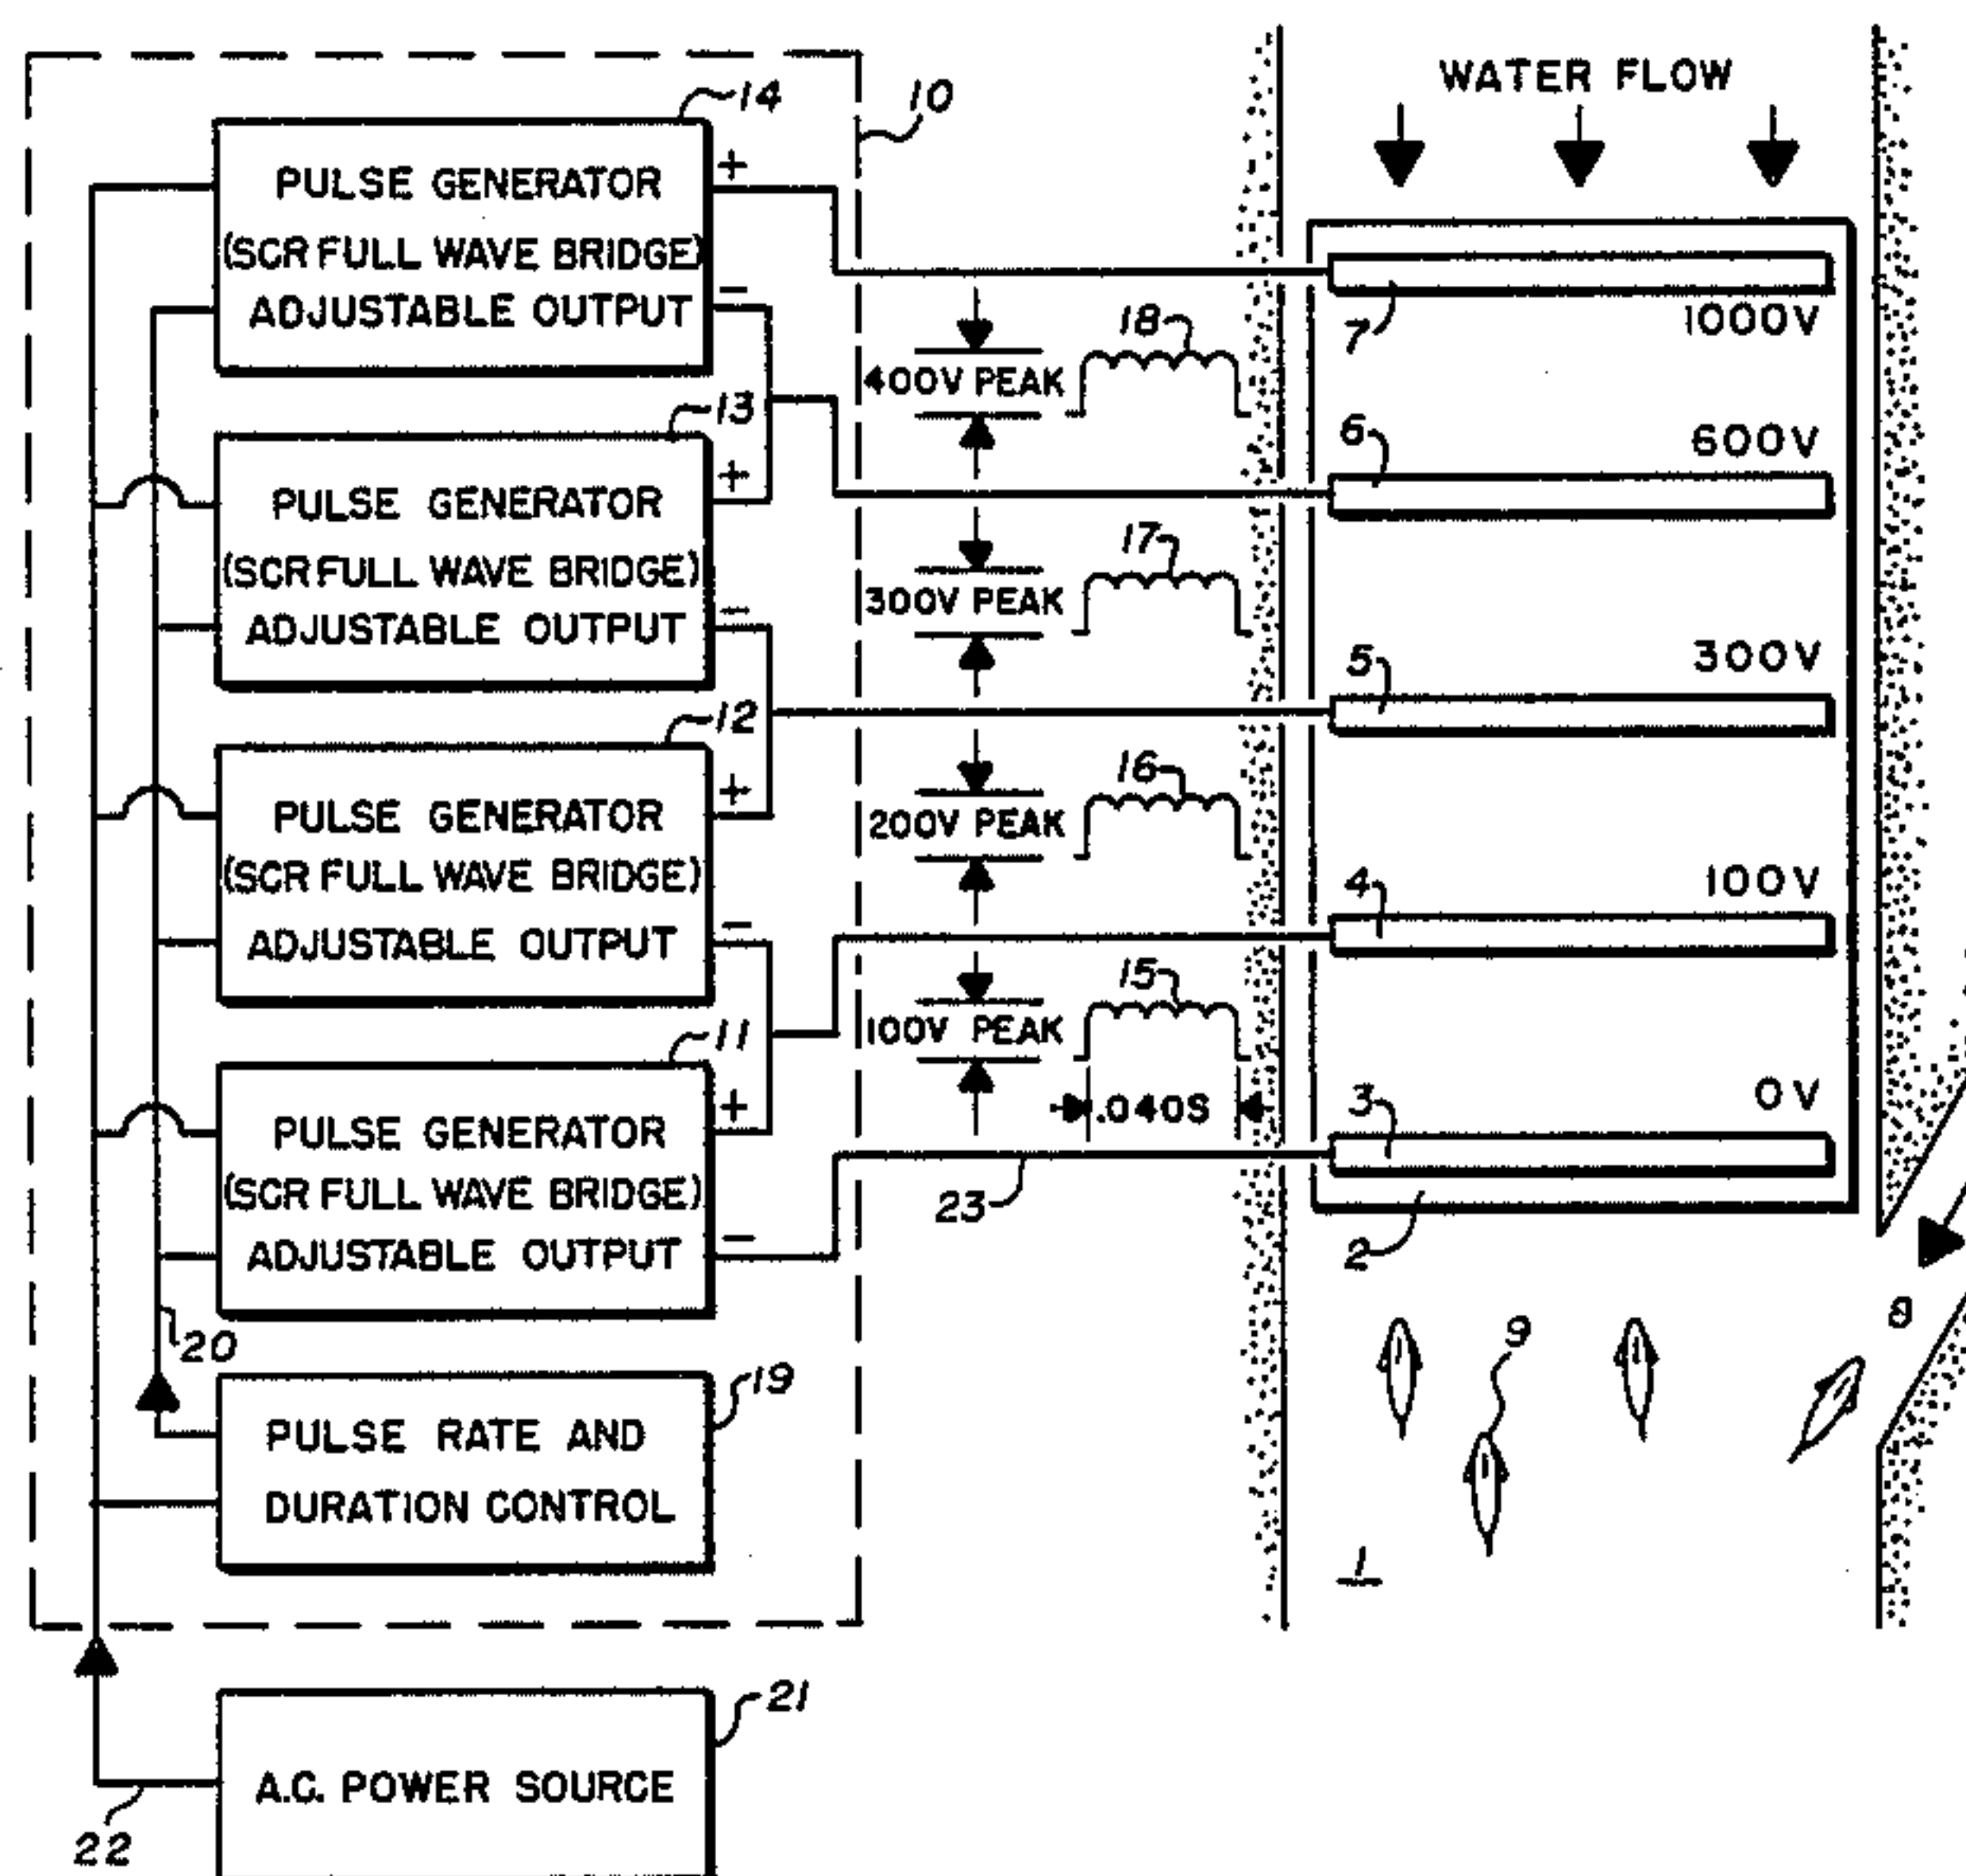 14
10
PULSE GENERATOR
(SCR FULL WAVE BRIDGE)
ADJUSTABLE OUTPUT
+
-
13
PULSE GENERATOR
(SCR FULL WAVE BRIDGE)
ADJUSTABLE OUTPUT
+
-
12
PULSE GENERATOR
(SCR FULL WAVE BRIDGE)
ADJUSTABLE OUTPUT
+
-
11
PULSE GENERATOR
(SCR FULL WAVE BRIDGE)
ADJUSTABLE OUTPUT
+
-
20
19
PULSE RATE AND
DURATION CONTROL
21
A.C. POWER SOURCE
22
18
400V PEAK
17
300V PEAK
16
200V PEAK
15
100V PEAK
.040S
23
WATER FLOW
7
1000V
6
600V
5
300V
4
100V
3
0V
2
8
9
1